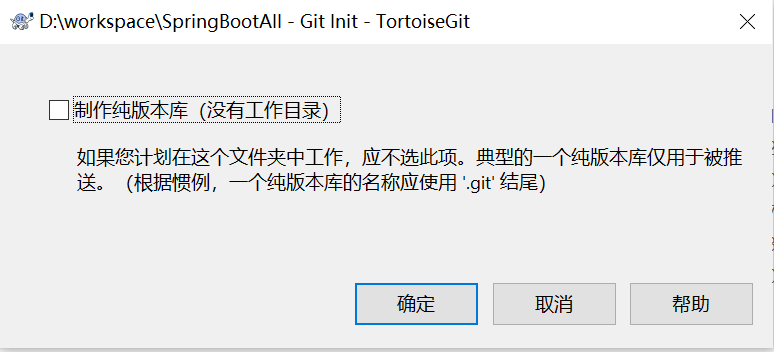 D:\workspace\SpringBootAll - Git Init - TortoiseGit
制作纯版本库（没有工作目录）
如果您计划在这个文件夹中工作，应不选此项。典型的一个纯版本库仅用于被推
送。（根据惯例，一个纯版本库的名称应使用 '.git' 结尾）
确定
取消
帮助